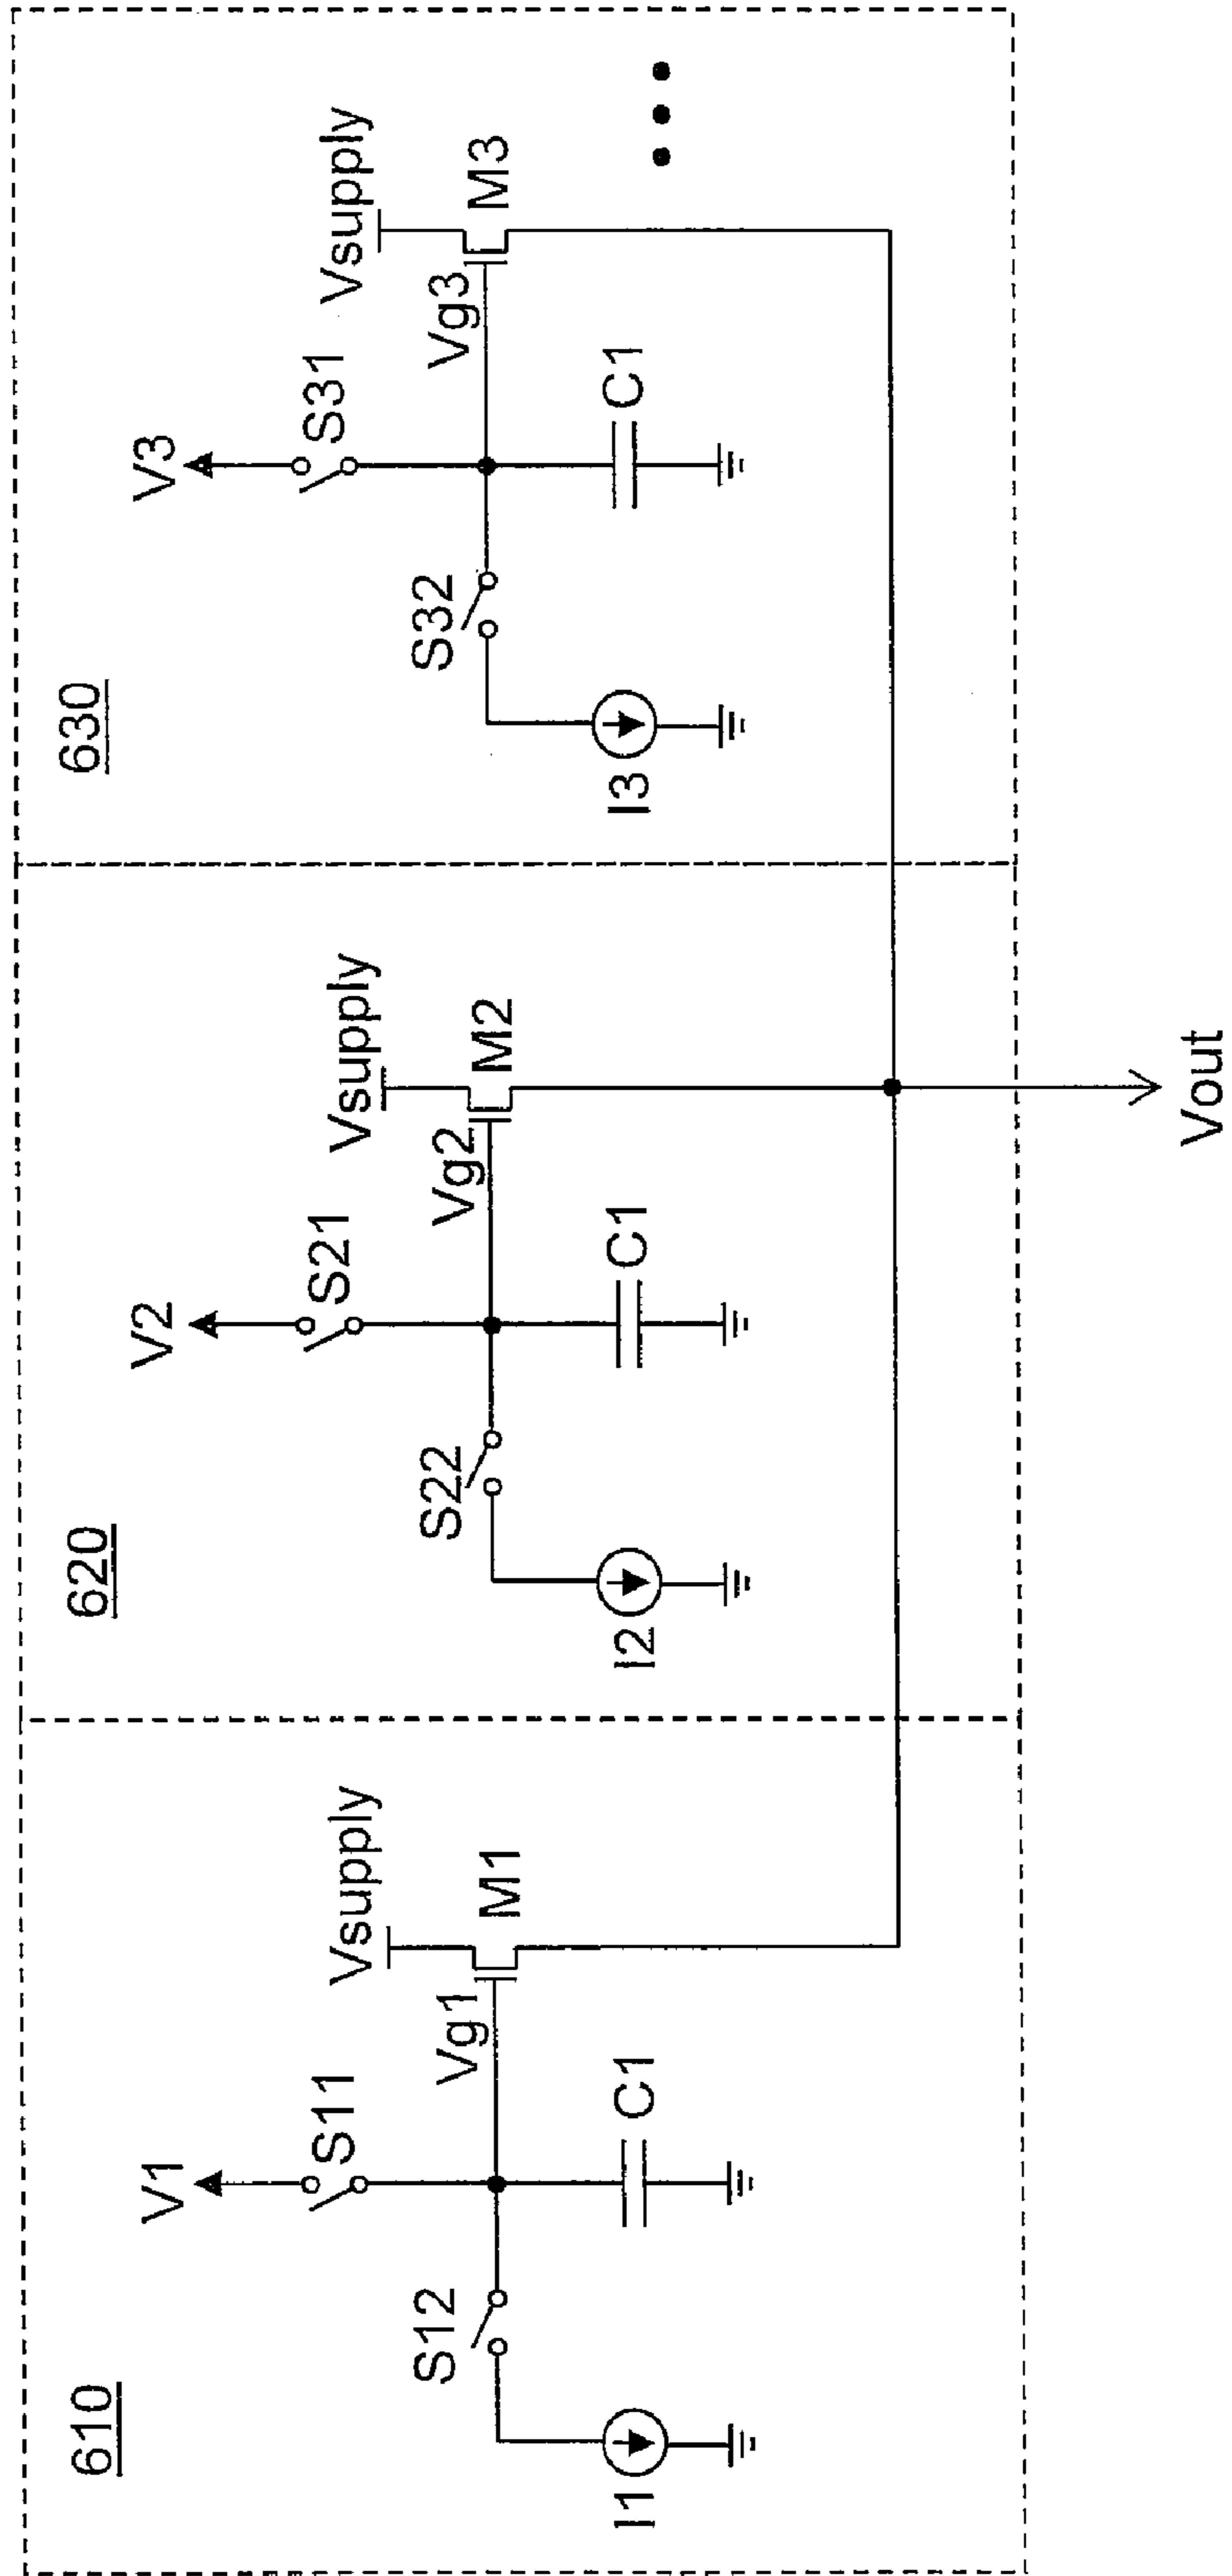 610
V1
S11
Vsupply
S12
Vg1
M1
I1
C1
620
V2
S21
Vsupply
S22
Vg2
M2
I2
C1
630
V3
S31
Vsupply
S32
Vg3
M3
I3
C1
Vout